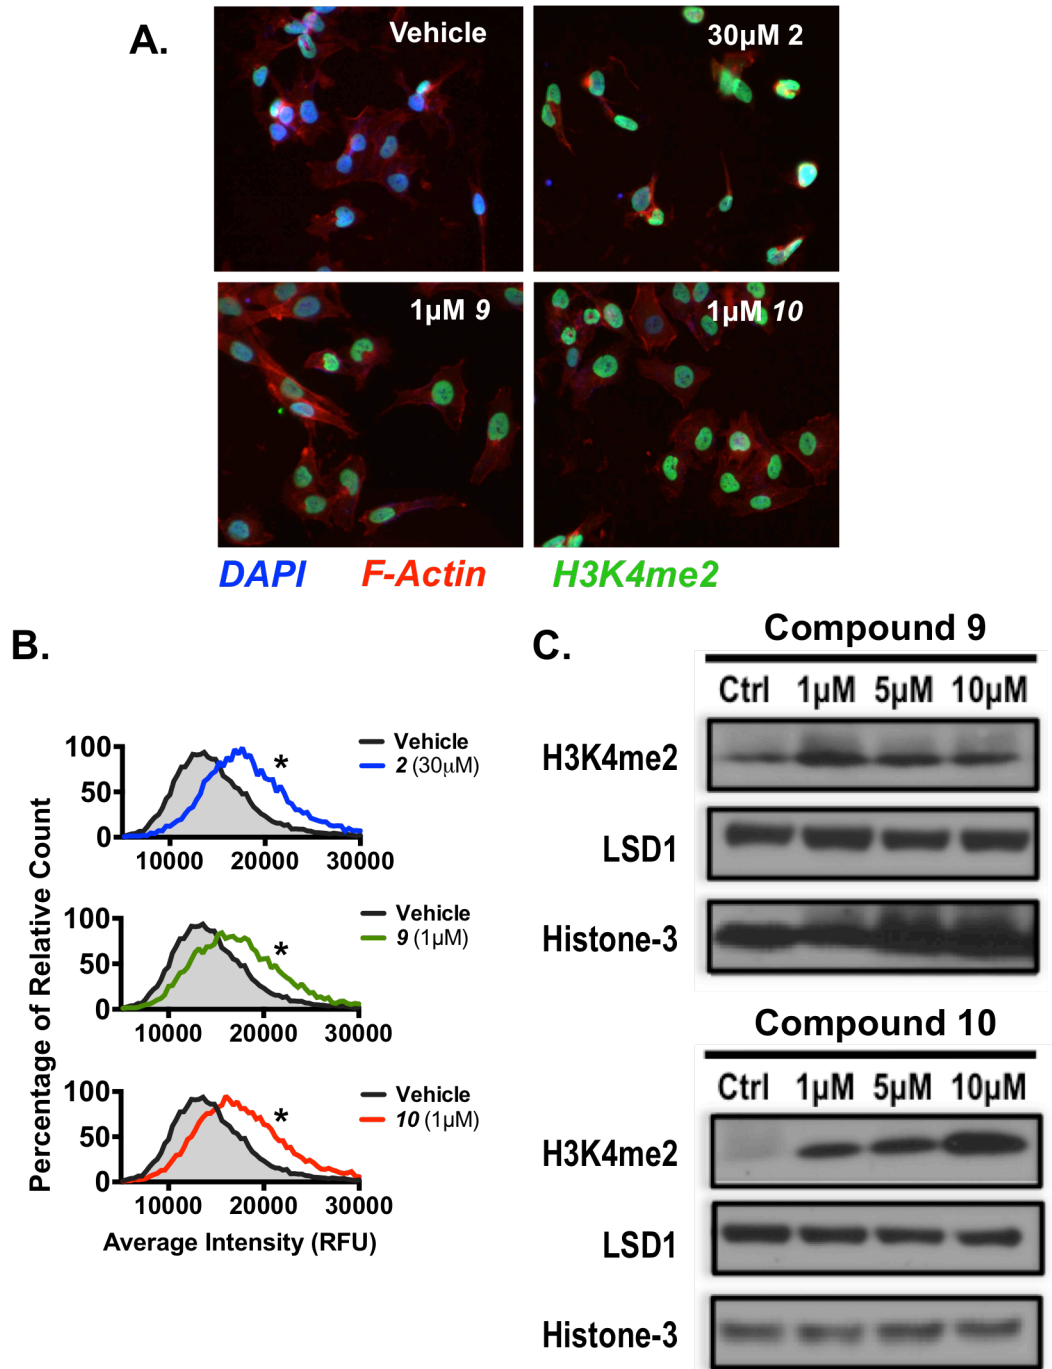 A.
Vehicle
30µM 2
1µM 9
1µM 10
DAPI F-Actin H3K4me2
B.
Percentage of Relative Count
100
50
0
10000 20000 30000
*
Vehicle
2 (30µM)
100
50
0
10000 20000 30000
*
Vehicle
9 (1µM)
100
50
0
10000 20000 30000
*
Vehicle
10 (1µM)
Average Intensity (RFU)
C.
Compound 9
Ctrl 1µM 5µM 10µM
H3K4me2
LSD1
Histone-3
Compound 10
Ctrl 1µM 5µM 10µM
H3K4me2
LSD1
Histone-3